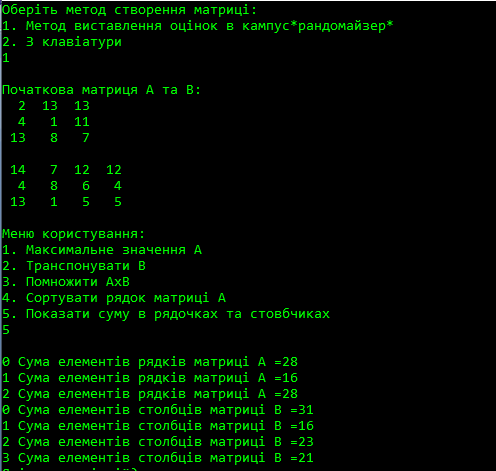 Оберіть метод створення матриці:
1. Метод виставлення оцінок в кампус*рандомайзер*
2. З клавіатури
1
Початкова матриця А та В:
2 13 13
4 1 11
13 8 7
14 7 12 12
4 8 6 4
13 1 5 5
Меню користування:
1. Максимальне значення А
2. Транспонувати В
3. Помножити АхВ
4. Сортувати рядок матриці А
5. Показати суму в рядочках та стовбчиках
5
0 Сума елементів рядків матриці А =28
1 Сума елементів рядків матриці А =16
2 Сума елементів рядків матриці А =28
0 Сума елементів столбців матриці В =31
1 Сума елементів столбців матриці В =16
2 Сума елементів столбців матриці В =23
3 Сума елементів столбців матриці В =21